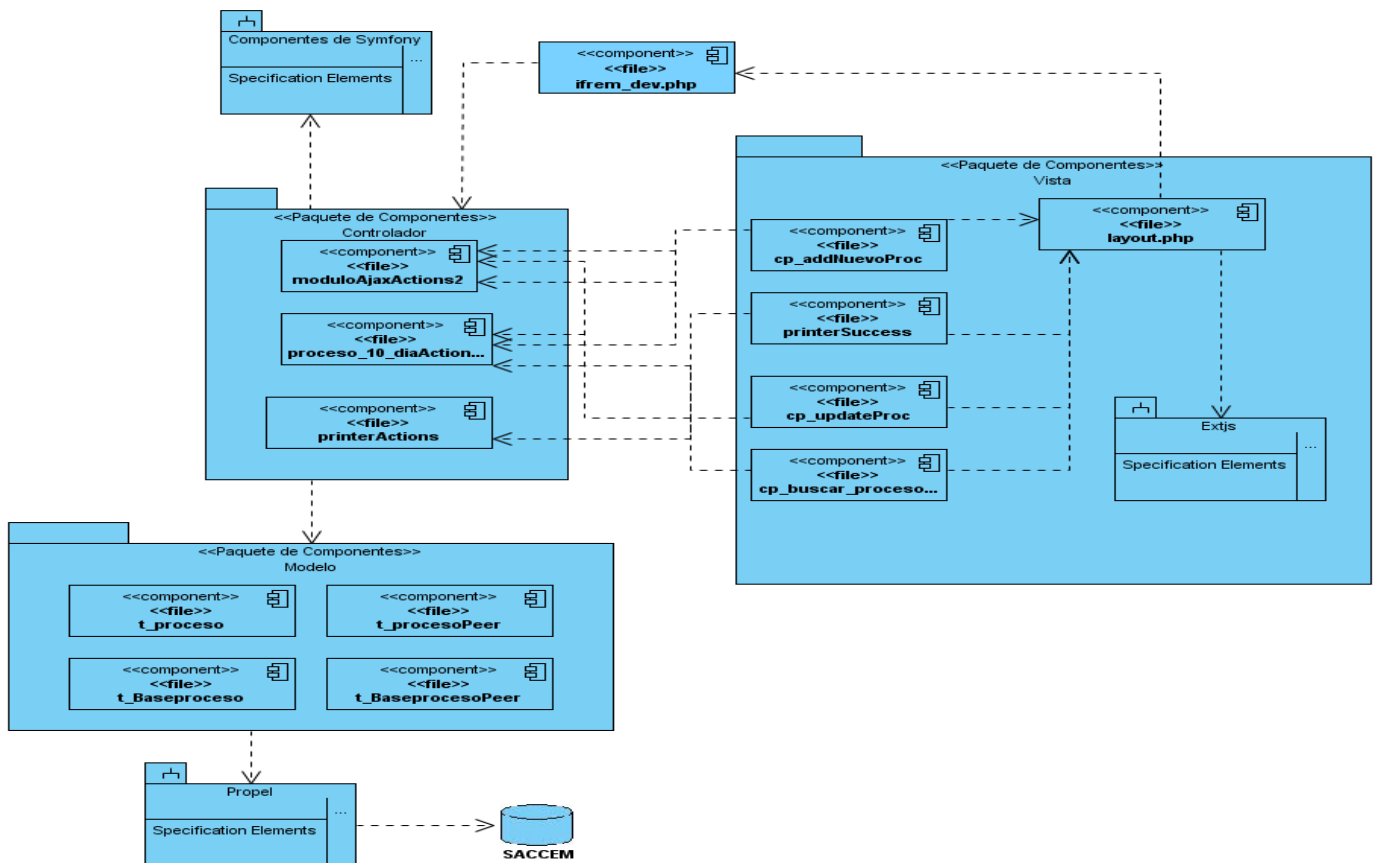 Componentes de Symfony
...
Specification Elements
<<component>>
<<file>>
ifrem_dev.php
<<Paquete de Componentes>>
Controlador
<<component>>
<<file>>
moduloAjaxActions2
<<component>>
<<file>>
proceso_10_diaAction...
<<component>>
<<file>>
printerActions
<<Paquete de Componentes>>
Vista
<<component>>
<<file>>
layout.php
<<component>>
<<file>>
cp_addNuevoProc
<<component>>
<<file>>
printerSuccess
<<component>>
<<file>>
cp_updateProc
<<component>>
<<file>>
cp_buscar_proceso...
Extjs
...
Specification Elements
<<Paquete de Componentes>>
Modelo
<<component>>
<<file>>
t_proceso
<<component>>
<<file>>
t_procesoPeer
<<component>>
<<file>>
t_Baseproceso
<<component>>
<<file>>
t_BaseprocesoPeer
Propel
...
Specification Elements
SACCEM